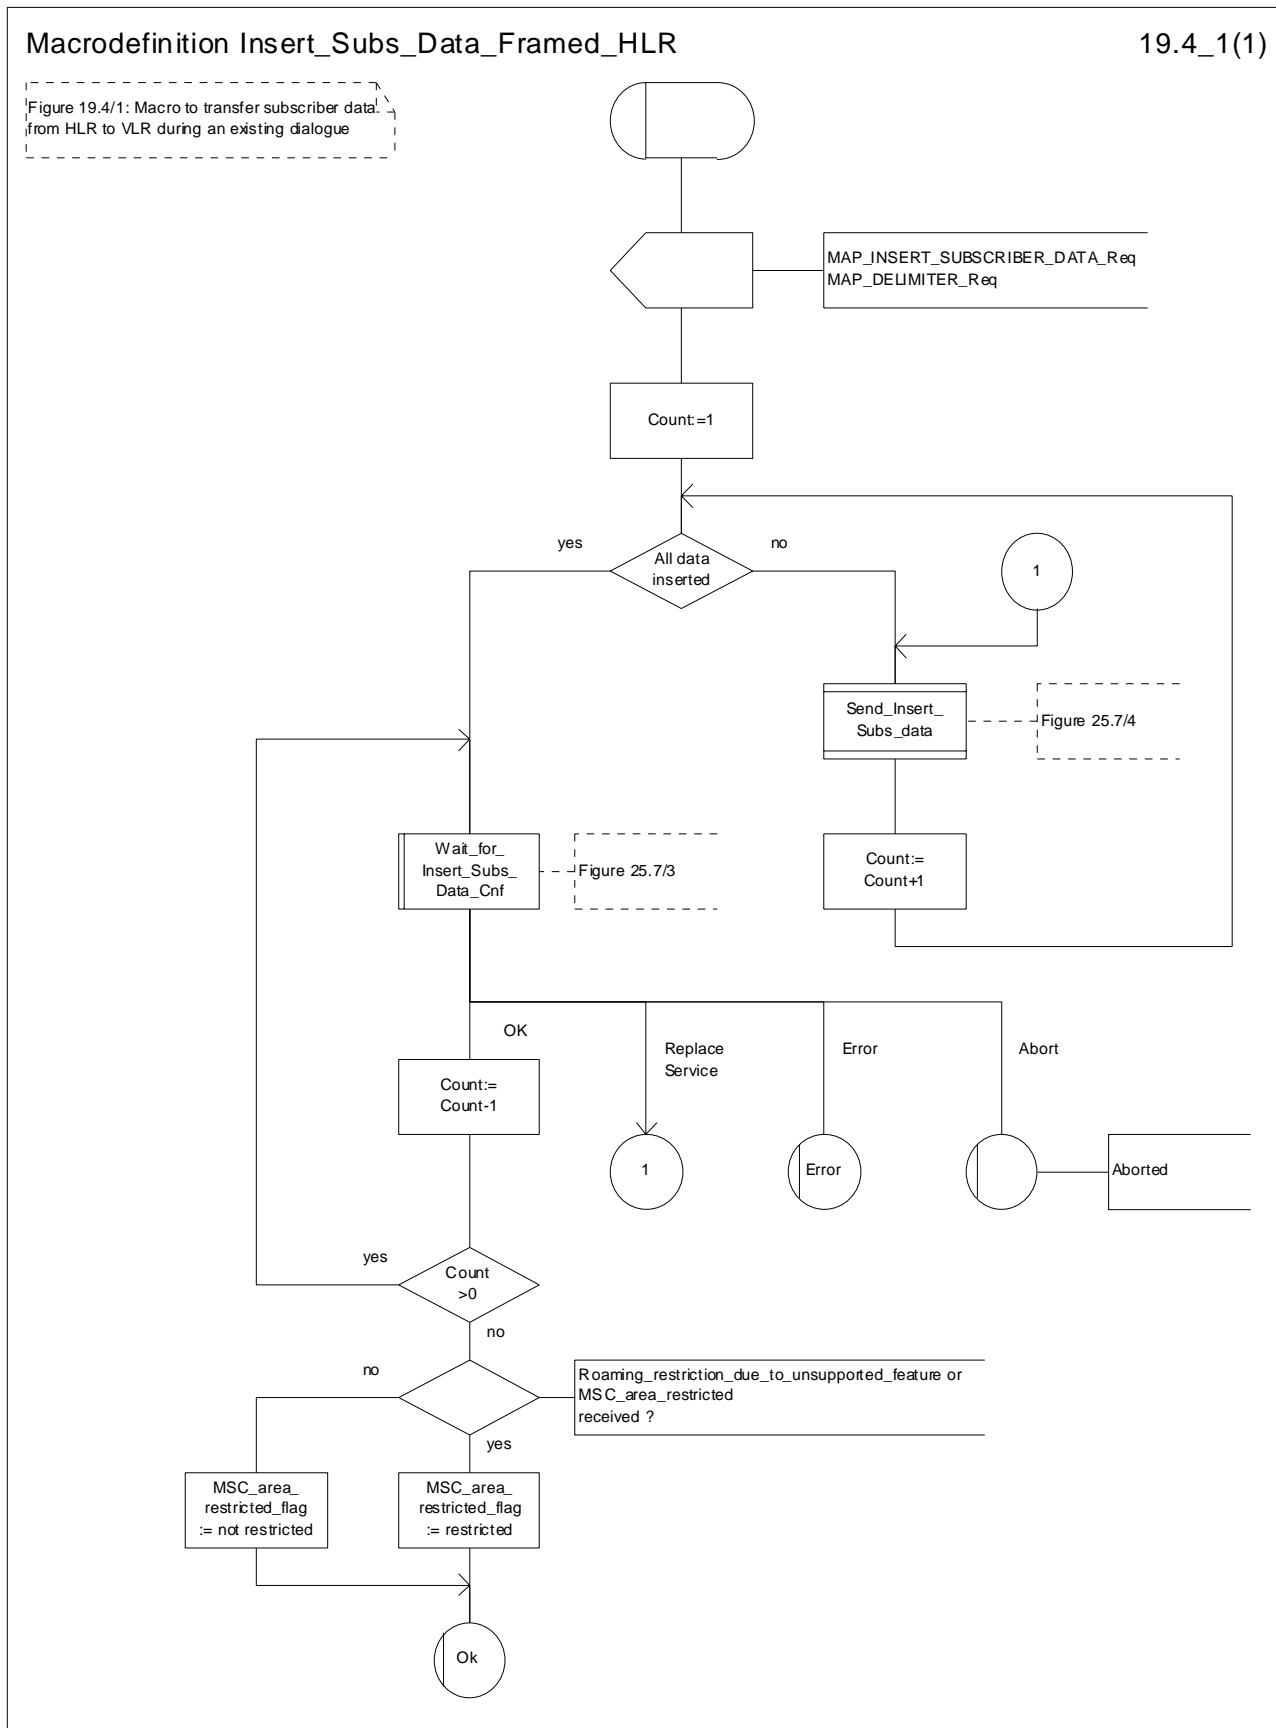 Macrodefinition Insert_Subs_Data_Framed_HLR
19.4_1(1)
Figure 19.4/1: Macro to transfer subscriber data
from HLR to VLR during an existing dialogue
MAP_INSERT_SUBSCRIBER_DATA_Req
MAP_DELIMITER_Req
Count:=1
yes
no
All data
inserted
1
Send_Insert_
Subs_data
Figure 25.7/4
Wait_for_
Insert_Subs_
Data_Cnf
Figure 25.7/3
Count:=
Count+1
OK
Replace
Service
Error
Abort
Count:=
Count-1
1
Error
Aborted
yes
Count
>0
no
no
Roaming_restriction_due_to_unsupported_feature or
MSC_area_restricted
received ?
yes
MSC_area_
restricted_flag
:= not restricted
MSC_area_
restricted_flag
:= restricted
Ok